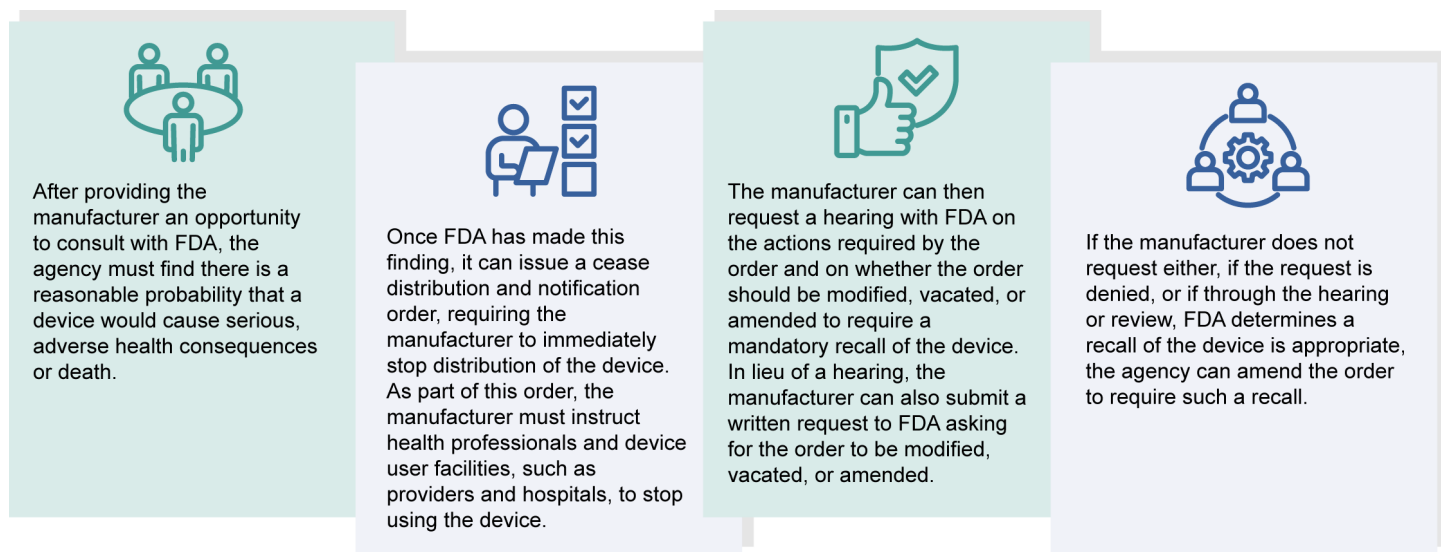 After providing the
manufacturer an opportunity
to consult with FDA, the
agency must find there is a
reasonable probability that a
device would cause serious,
adverse health consequences
or death.
Once FDA has made this
finding, it can issue a cease
distribution and notification
order, requiring the
manufacturer to immediately
stop distribution of the device.
As part of this order, the
manufacturer must instruct
health professionals and device
user facilities, such as
providers and hospitals, to stop
using the device.
The manufacturer can then
request a hearing with FDA on
the actions required by the
order and on whether the order
should be modified, vacated, or
amended to require a
mandatory recall of the device.
In lieu of a hearing, the
manufacturer can also submit a
written request to FDA asking
for the order to be modified,
vacated, or amended.
If the manufacturer does not
request either, if the request is
denied, or if through the hearing
or review, FDA determines a
recall of the device is appropriate,
the agency can amend the order
to require such a recall.